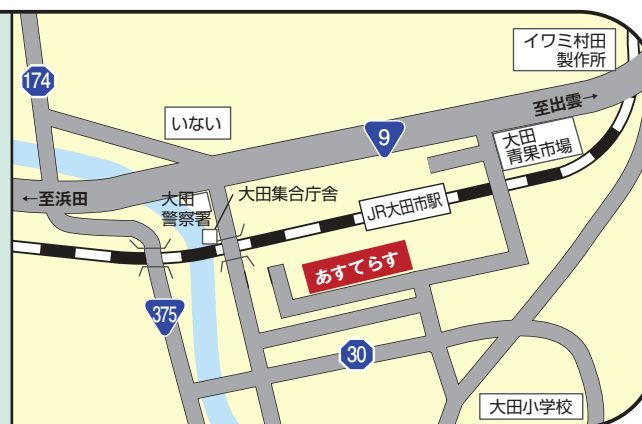 イワミ村田
製作所
174
至出雲→
いない
9
大田
青果市場
←至浜田
大田
警察署
大田集合庁舎
JR大田市駅
あすてらす
375
30
大田小学校